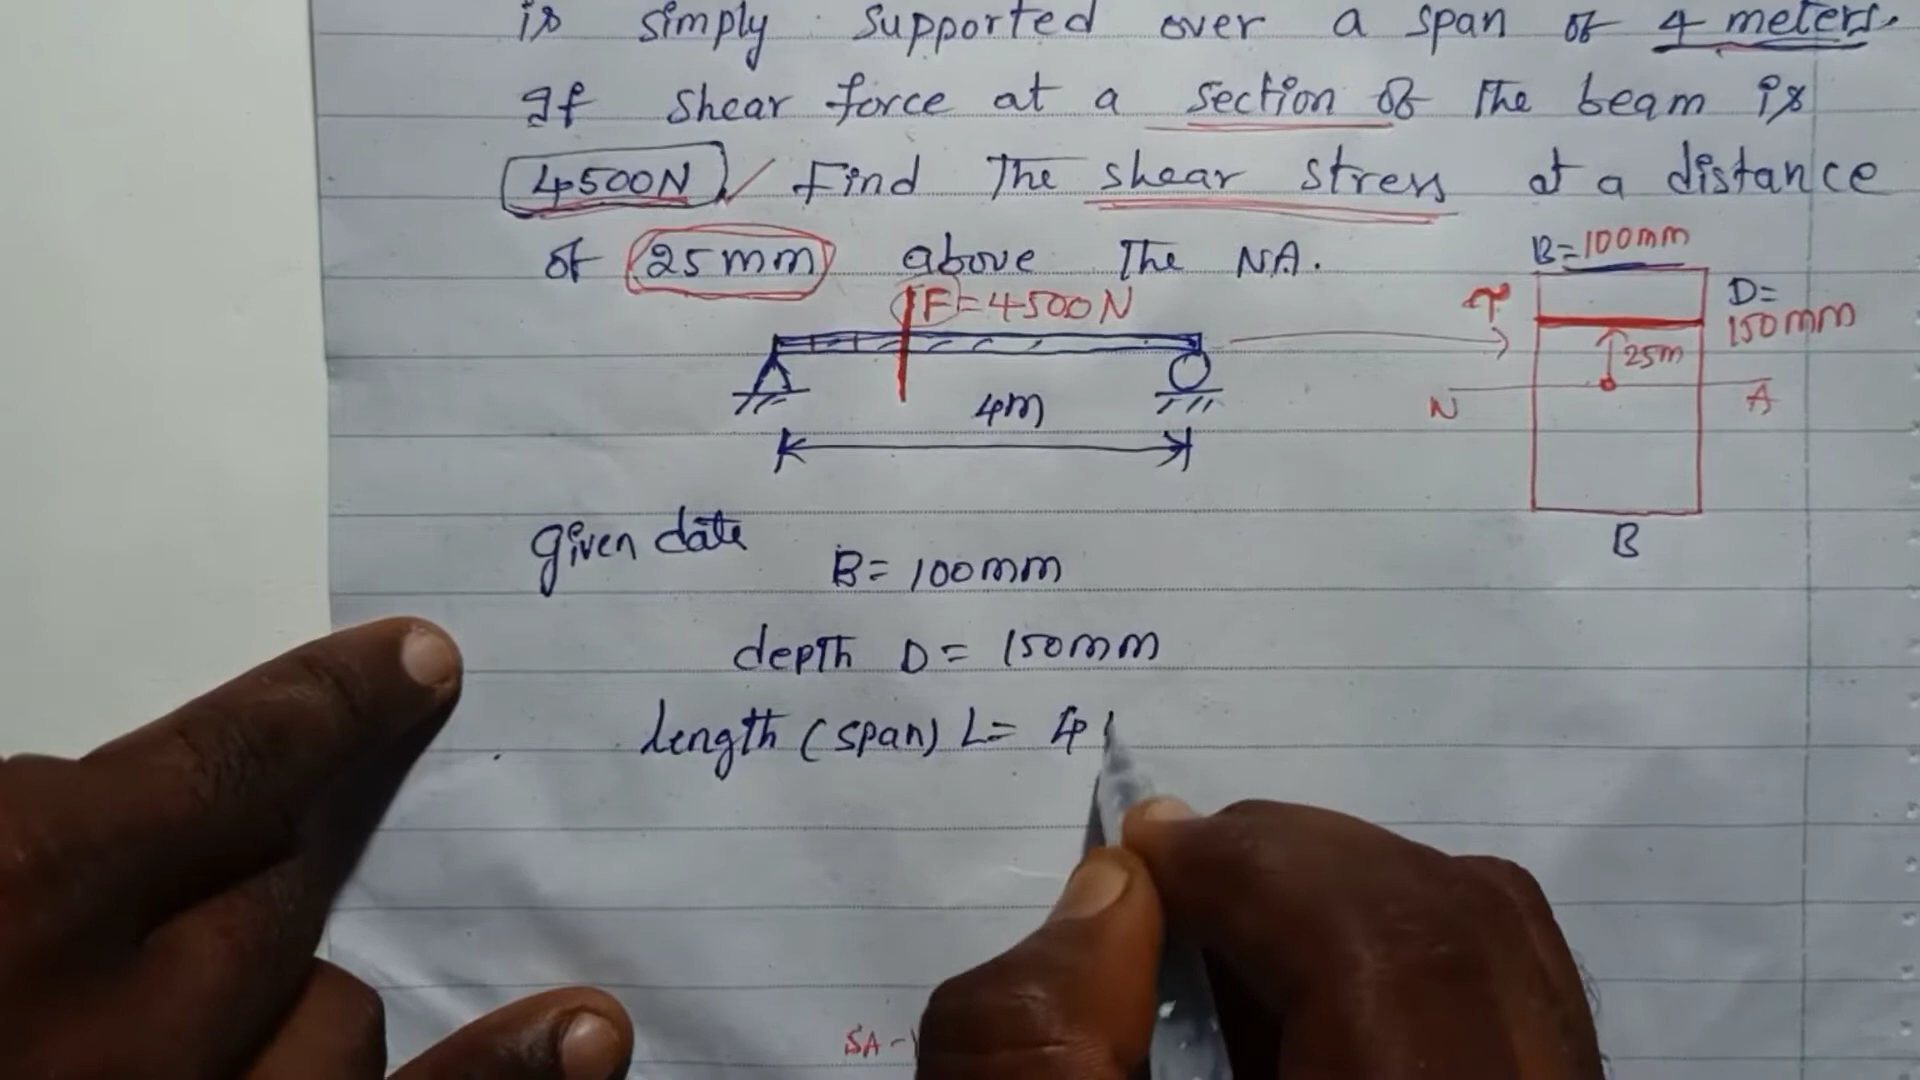 is simply supported over a span of 4 meters.
If shear force at a section of The beam is
4500N Find The shear stress at a distance
of 25mm above The NA.
B=100mm
F=4500N
τ
D=
150mm
25m
N
A
4m
B
given date
B=100mm
depth D= 150mm
length (span) L= 4
SA-